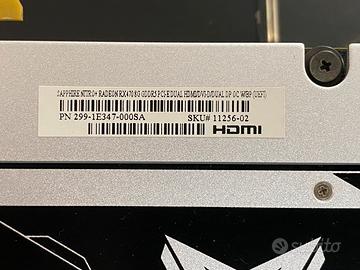 SAPPHIRE NITRO+ RADEON RX470 8G GDDR5 PCI-E DUAL HDMI/DVI-D/DUAL DP OC W/BP (UEFI)
PN 299-1E347-000SA SKU# 11256-02
HDMI
subito